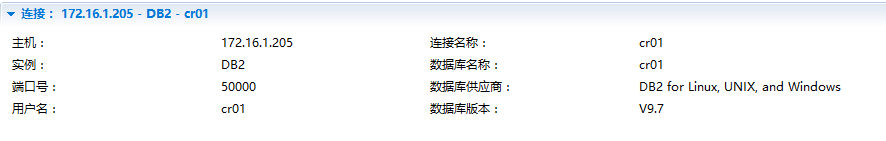 连接： 172.16.1.205 - DB2 - cr01
主机： 172.16.1.205 连接名称： cr01
实例： DB2 数据库名称： cr01
端口号： 50000 数据库供应商： DB2 for Linux, UNIX, and Windows
用户名： cr01 数据库版本： V9.7